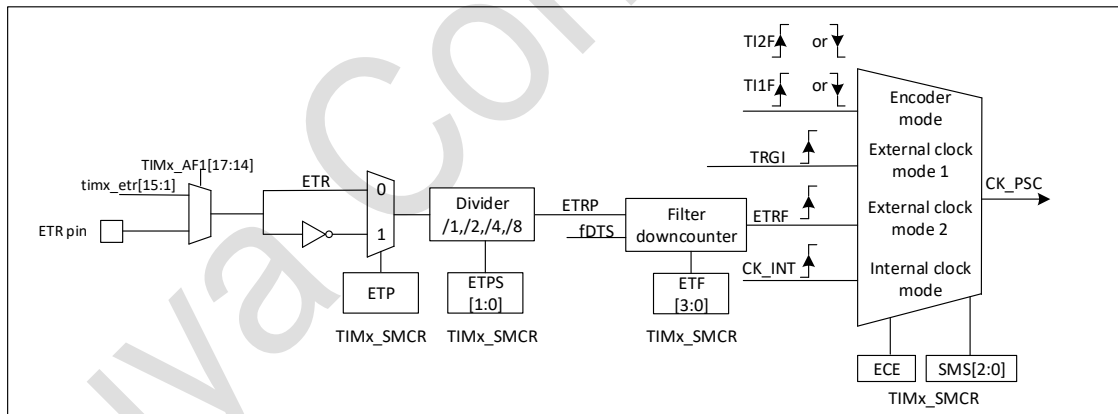 TI2F or
TI1F or
Encoder
mode
TRGI
External clock
mode 1
TIMx_AF1[17:14]
timx_etr[15:1]
ETR
0
1
ETR pin
Divider
/1,/2,/4,/8
ETRP
fDTS
Filter
downcounter
ETRF
External clock
mode 2
CK_PSC
CK_INT
Internal clock
mode
ETP
TIMx_SMCR
ETPS
[1:0]
TIMx_SMCR
ETF
[3:0]
TIMx_SMCR
ECE
SMS[2:0]
TIMx_SMCR